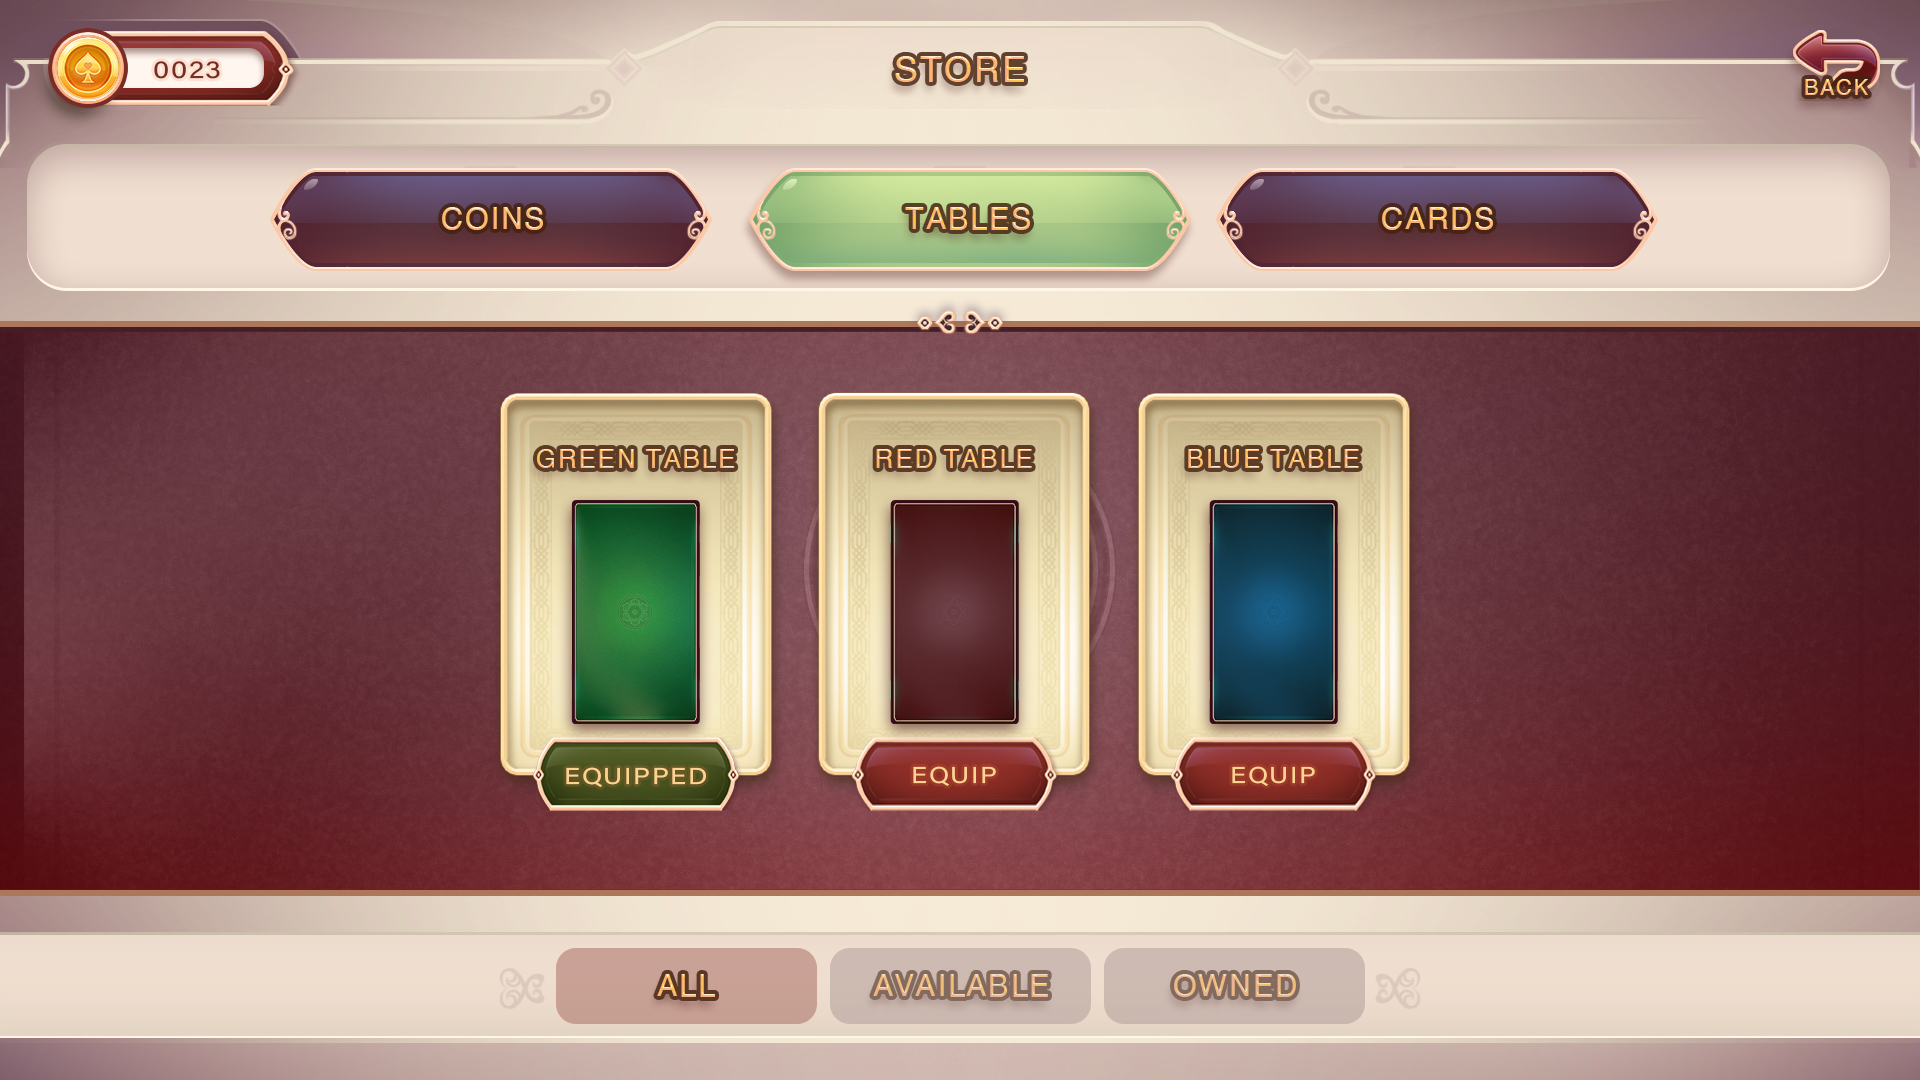 0023
STORE
BACK
COINS
TABLES
CARDS
GREEN TABLE
RED TABLE
BLUE TABLE
EQUIPPED
EQUIP
EQUIP
ALL
AVAILABLE
OWNED